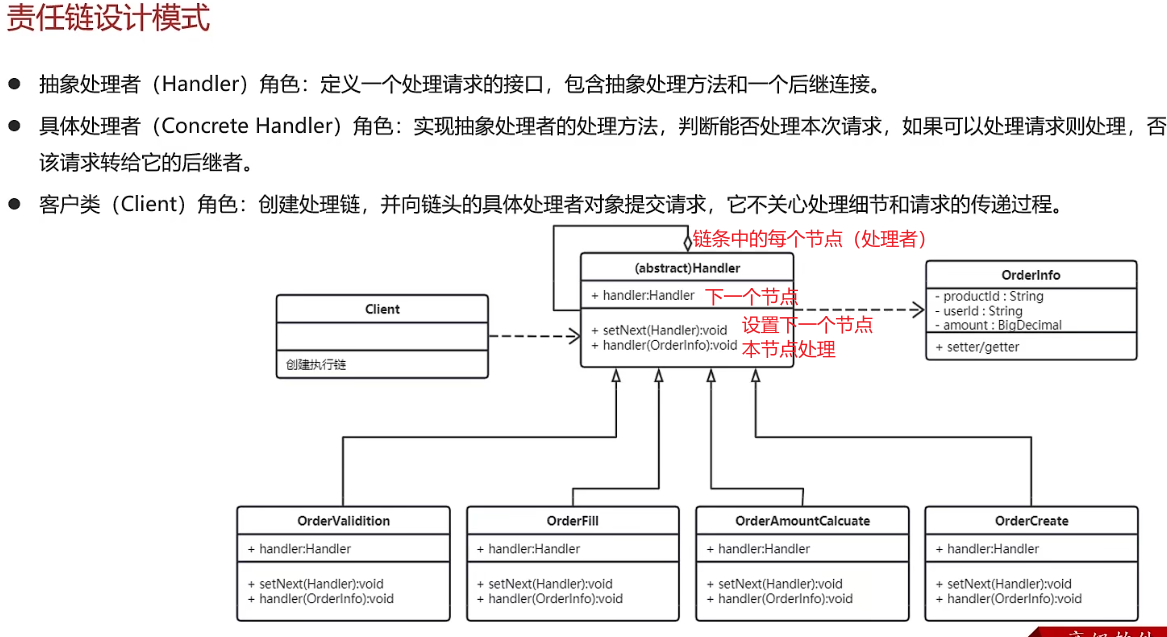 责任链设计模式
● 抽象处理者（Handler）角色：定义一个处理请求的接口，包含抽象处理方法和一个后继连接。
● 具体处理者（Concrete Handler）角色：实现抽象处理者的处理方法，判断能否处理本次请求，如果可以处理请求则处理，否
该请求转给它的后继者。
● 客户类（Client）角色：创建处理链，并向链头的具体处理者对象提交请求，它不关心处理细节和请求的传递过程。
链条中的每个节点（处理者）
(abstract)Handler
+ handler:Handler 下一个节点
+ setNext(Handler):void 设置下一个节点
+ handler(OrderInfo):void 本节点处理
OrderInfo
- productId : String
- userId : String
- amount : BigDecimal
+ setter/getter
Client
创建执行链
OrderValidition
+ handler:Handler
+ setNext(Handler):void
+ handler(OrderInfo):void
OrderFill
+ handler:Handler
+ setNext(Handler):void
+ handler(OrderInfo):void
OrderAmountCalcuate
+ handler:Handler
+ setNext(Handler):void
+ handler(OrderInfo):void
OrderCreate
+ handler:Handler
+ setNext(Handler):void
+ handler(OrderInfo):void